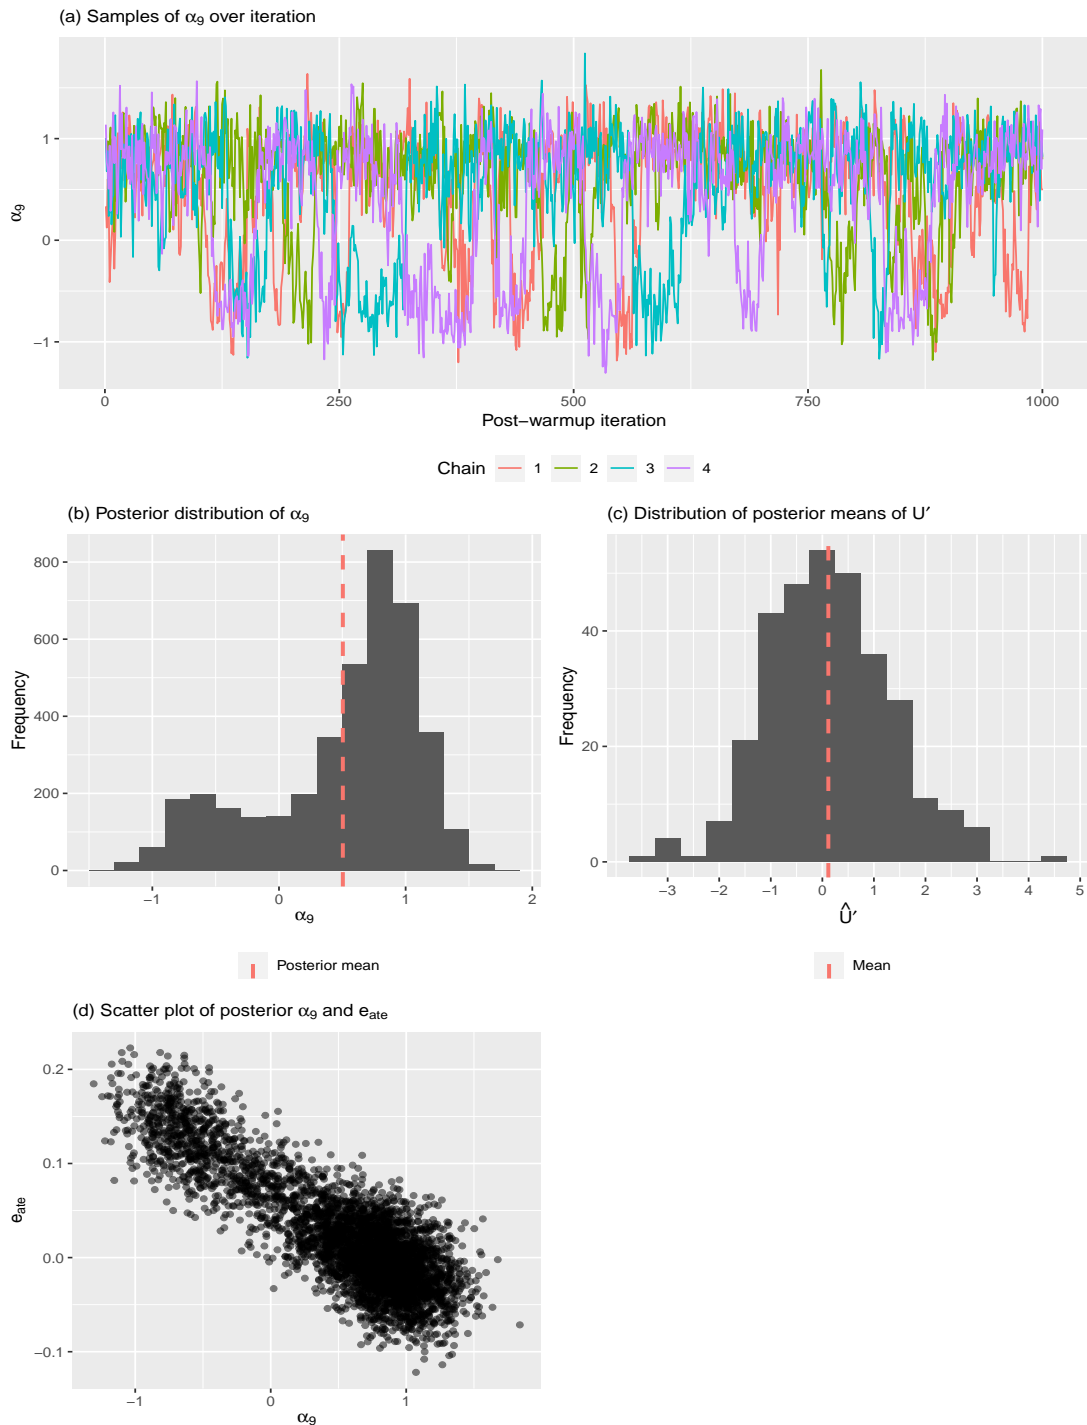 (a) Samples of α9 over iteration
α9
1
0
−1
0
250
500
750
1000
Post−warmup iteration
Chain 1 2 3 4
(b) Posterior distribution of α9
Frequency
800
600
400
200
0
−1
0
1
2
α9
Posterior mean
(c) Distribution of posterior means of U′
Frequency
40
20
0
−3
−2
−1
0
1
2
3
4
5
Û′
Mean
(d) Scatter plot of posterior α9 and eate
eate
0.2
0.1
0.0
−0.1
−1
0
1
α9